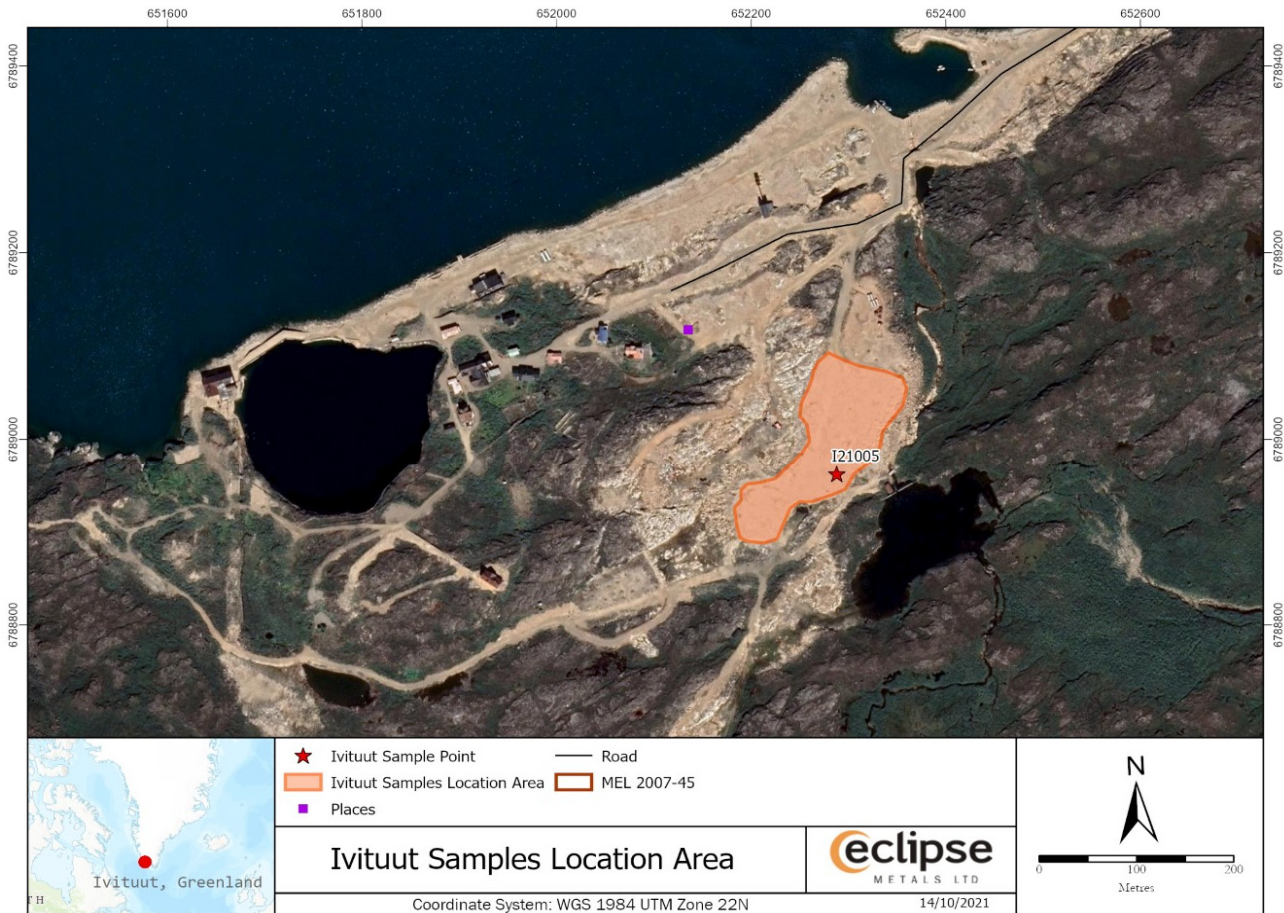 651600 651800 652000 652200 652400 652600
6789400 6789400
6789200 6789200
6789000 6789000
6788800 6788800
I21005
Ivituut, Greenland
T H
Ivituut Sample Point
Road
Ivituut Samples Location Area
MEL 2007-45
Places
Ivituut Samples Location Area
eclipse
METALS LTD
Coordinate System: WGS 1984 UTM Zone 22N
14/10/2021
N
0 100 200
Metres